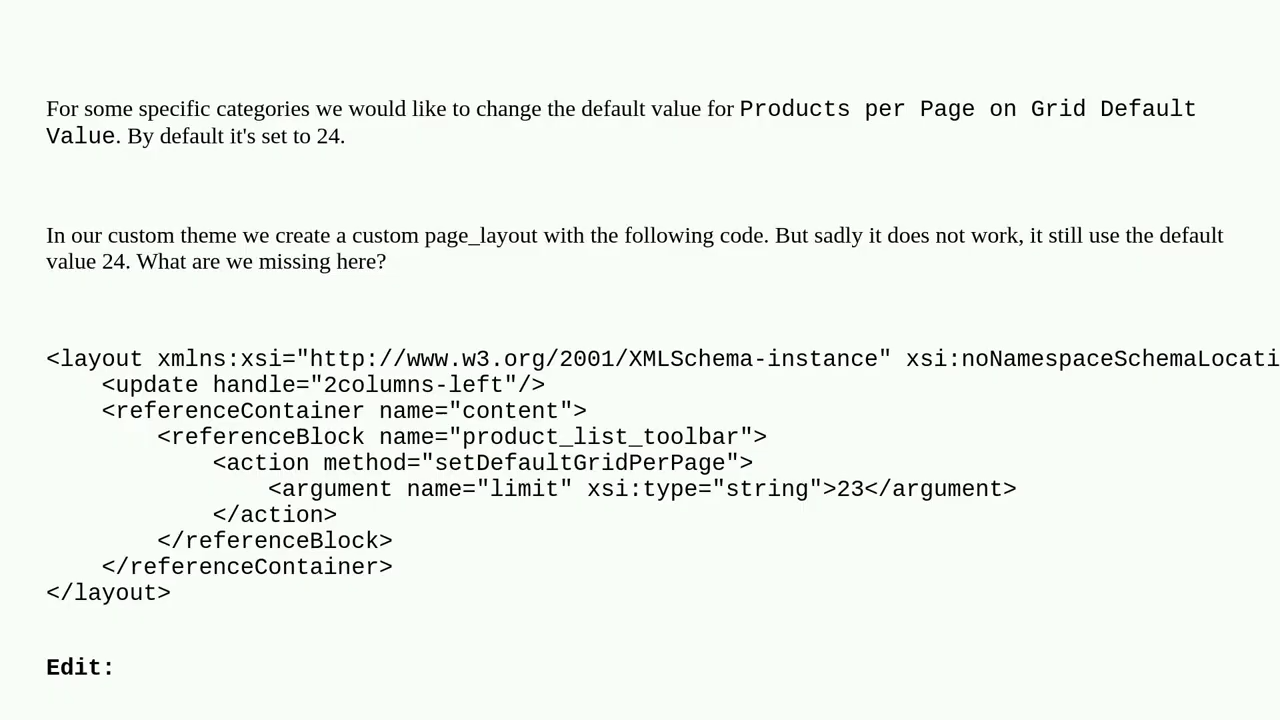 For some specific categories we would like to change the default value for Products per Page on Grid Default
Value. By default it's set to 24.
In our custom theme we create a custom page_layout with the following code. But sadly it does not work, it still use the default
value 24. What are we missing here?
<layout xmlns:xsi="http://www.w3.org/2001/XMLSchema-instance" xsi:noNamespaceSchemaLocati
    <update handle="2columns-left"/>
    <referenceContainer name="content">
        <referenceBlock name="product_list_toolbar">
            <action method="setDefaultGridPerPage">
                <argument name="limit" xsi:type="string">23</argument>
            </action>
        </referenceBlock>
    </referenceContainer>
</layout>
Edit: